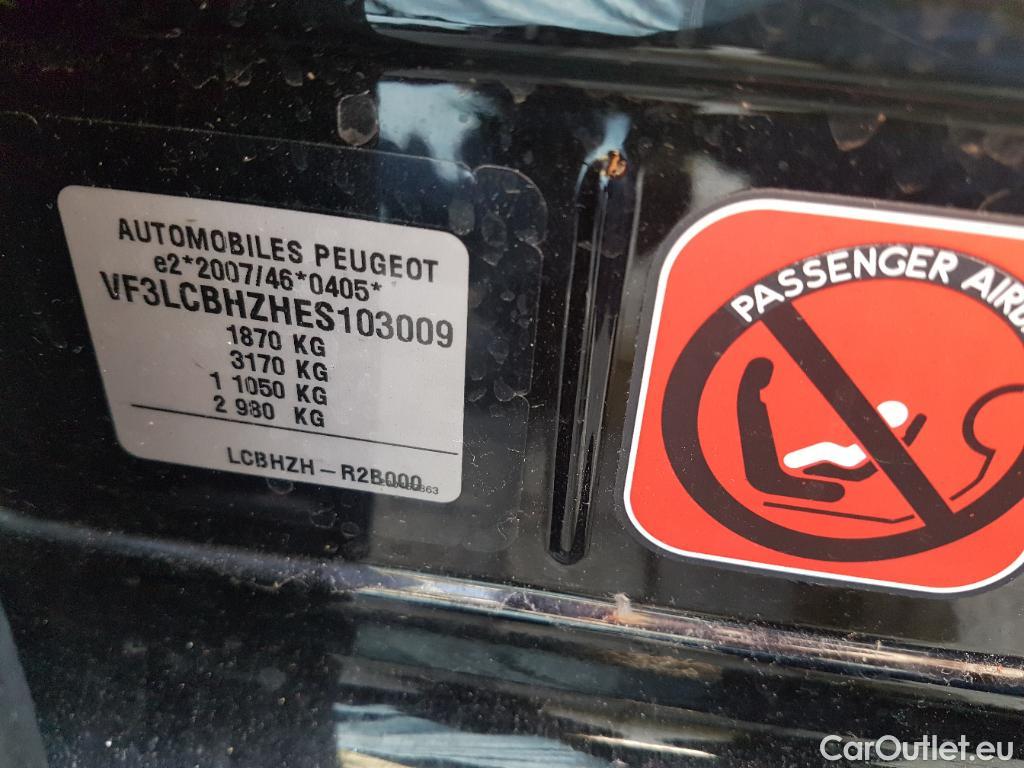 AUTOMOBILES PEUGEOT
e2*2007/46*0405*
VF3LCBHZHES103009
1870 KG
3170 KG
1 1050 KG
2 980 KG
LCBHZH - R2B000
PASSENGER
CarOutlet.eu